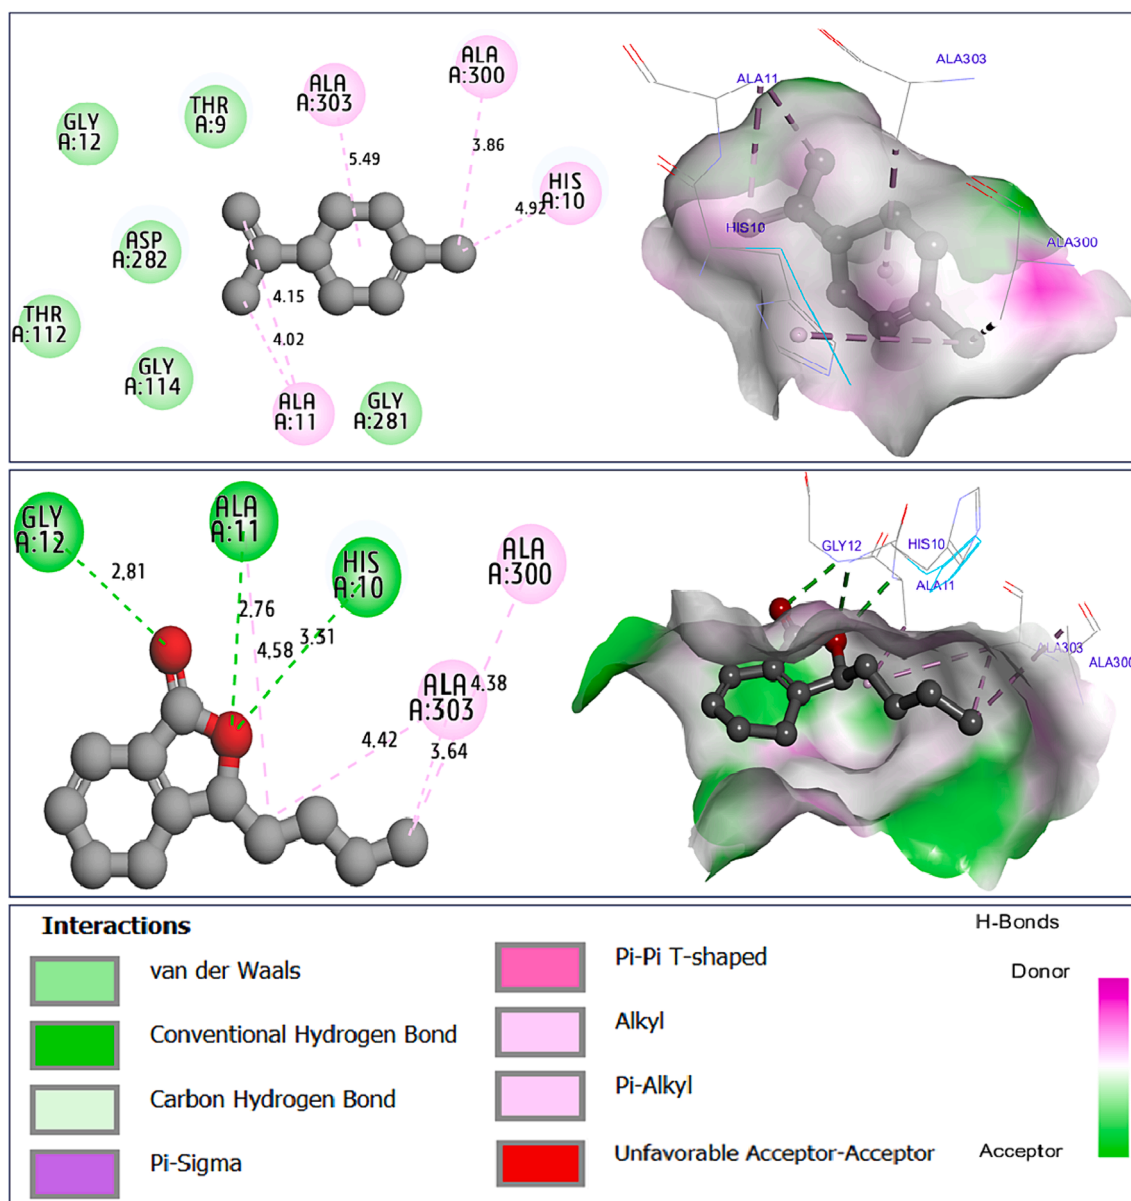 ALA
A:300
ALA
A:303
THR
A:9
GLY
A:12
5.49
3.86
HIS
A:10
4.92
ASP
A:282
4.15
THR
A:112
4.02
GLY
A:114
ALA
A:11
GLY
A:281
ALA303
ALA11
HIS10
ALA300
GLY
A:12
ALA
A:11
HIS
A:10
ALA
A:300
2.81
2.76
3.31
4.58
ALA
A:303
4.38
4.42
3.64
GLY12
HIS10
ALA11
ALA303
ALA300
Interactions
van der Waals
Conventional Hydrogen Bond
Carbon Hydrogen Bond
Pi-Sigma
Pi-Pi T-shaped
Alkyl
Pi-Alkyl
Unfavorable Acceptor-Acceptor
H-Bonds
Donor
Acceptor